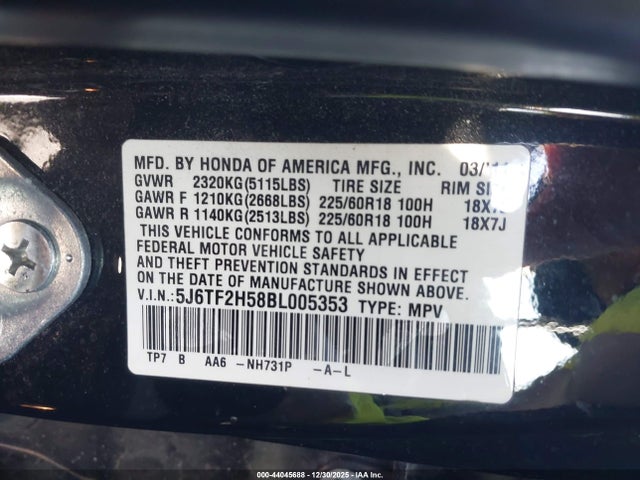 MFD. BY HONDA OF AMERICA MFG., INC. 03/
GVWR 2320KG(5115LBS) TIRE SIZE RIM
GAWR F 1210KG(2668LBS) 225/60R18 100H 18X7J
GAWR R 1140KG(2513LBS) 225/60R18 100H 18X7J
THIS VEHICLE CONFORMS TO ALL APPLICABLE
FEDERAL MOTOR VEHICLE SAFETY
AND THEFT PREVENTION STANDARDS IN EFFECT
ON THE DATE OF MANUFACTURE SHOWN ABOVE.
V.I.N.:5J6TF2H58BL005353 TYPE: MPV
TP7 B AA6 -NH731P -A-L
000-44045688 - 12/30/2025 - IAA Inc.